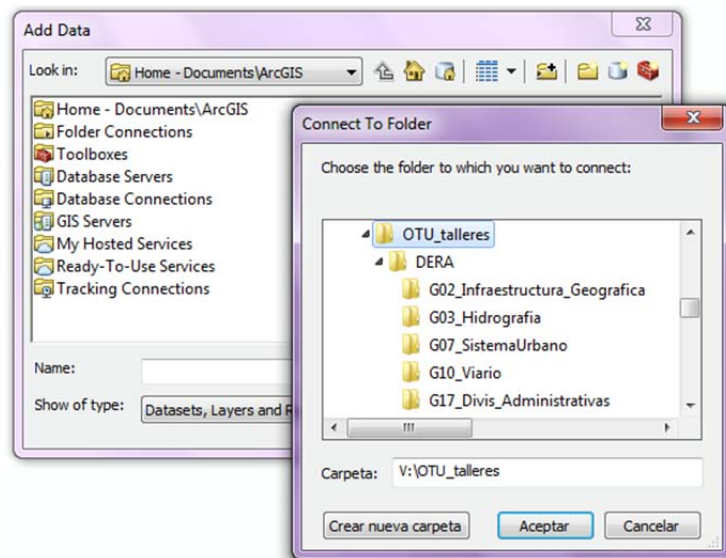 Add Data
Look in:
Home - Documents\ArcGIS
Home - Documents\ArcGIS
Folder Connections
Toolboxes
Database Servers
Database Connections
GIS Servers
My Hosted Services
Ready-To-Use Services
Tracking Connections
Name:
Show of type:
Datasets, Layers and R
Connect To Folder
Choose the folder to which you want to connect:
OTU_talleres
DERA
G02_Infraestructura_Geografica
G03_Hidrografia
G07_SistemaUrbano
G10_Viario
G17_Divis_Administrativas
Carpeta:
V:\OTU_talleres
Crear nueva carpeta
Aceptar
Cancelar